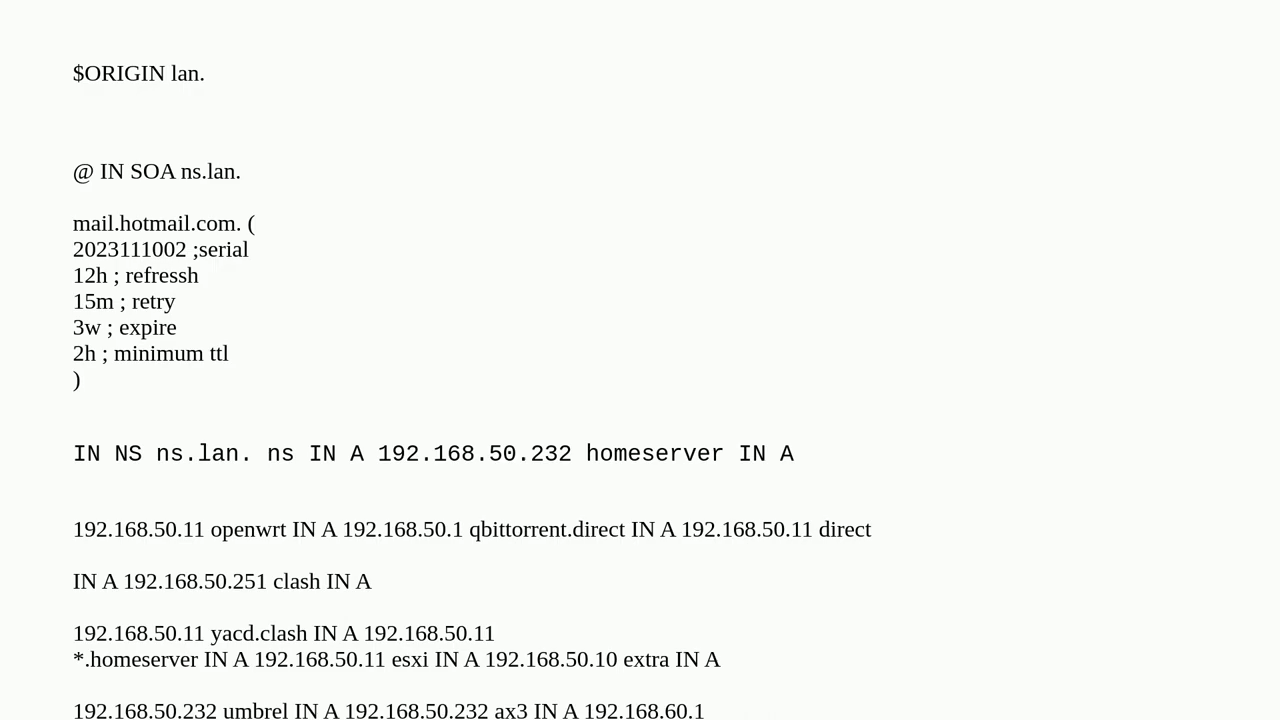 $ORIGIN lan.
@ IN SOA ns.lan.
mail.hotmail.com. (
2023111002 ;serial
12h ; refressh
15m ; retry
3w ; expire
2h ; minimum ttl
)
IN NS ns.lan. ns IN A 192.168.50.232 homeserver IN A
192.168.50.11 openwrt IN A 192.168.50.1 qbittorrent.direct IN A 192.168.50.11 direct
IN A 192.168.50.251 clash IN A
192.168.50.11 yacd.clash IN A 192.168.50.11
*.homeserver IN A 192.168.50.11 esxi IN A 192.168.50.10 extra IN A
192.168.50.232 umbrel IN A 192.168.50.232 ax3 IN A 192.168.60.1